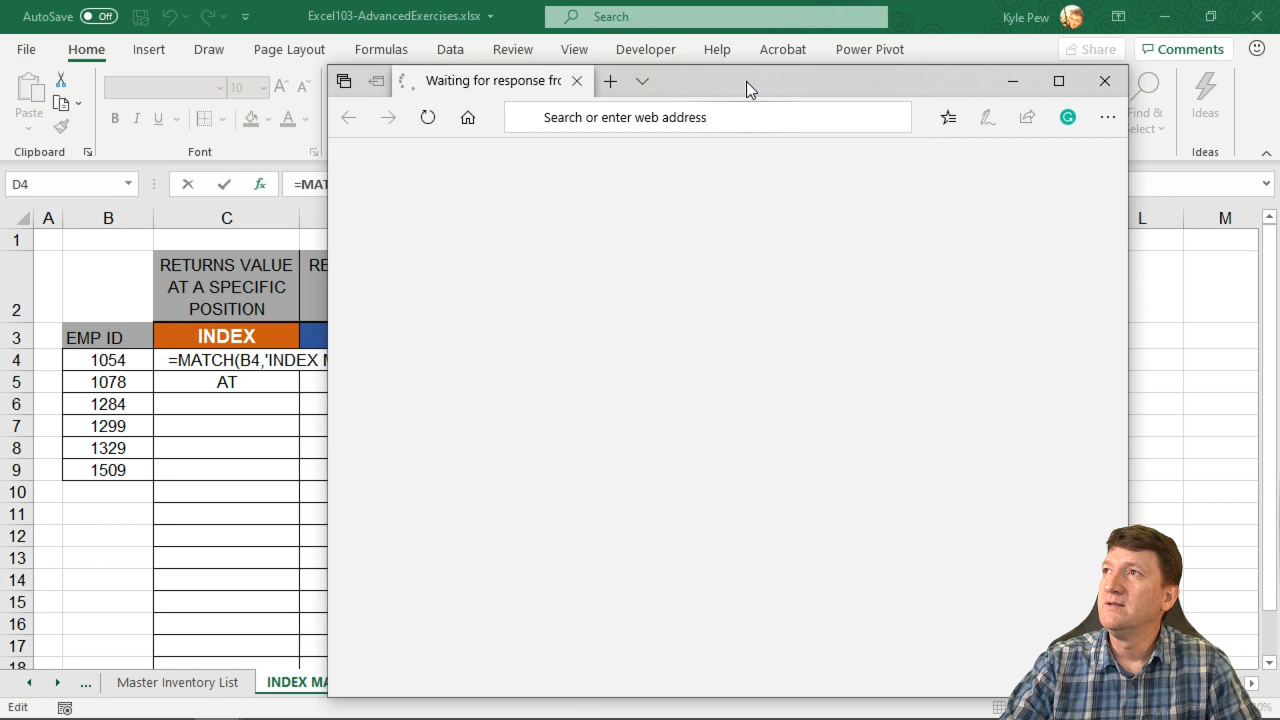 AutoSave Off
Excel103-AdvancedExercises.xlsx
Search
Kyle Pew
File Home Insert Draw Page Layout Formulas Data Review View Developer Help Acrobat Power Pivot Share Comments
Waiting for response fro
Search or enter web address
Paste
10
B I U A
Find &
Select
Ideas
Clipboard Font Ideas
D4
=MAT
A B C L M
1
RETURNS VALUE RE
AT A SPECIFIC
2 POSITION
3 EMP ID INDEX
4 1054 =MATCH(B4,'INDEX M
5 1078 AT
6 1284
7 1299
8 1329
9 1509
10
11
12
13
14
15
16
17
18
... Master Inventory List INDEX MA
Edit